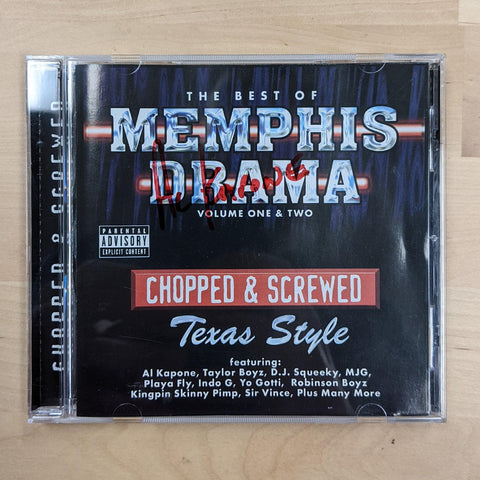 CHOPPED & SCREWED
THE BEST OF
MEMPHIS
DRAMA
Al Kapone
VOLUME ONE & TWO
PARENTAL
ADVISORY
EXPLICIT CONTENT
CHOPPED & SCREWED
Texas Style
featuring:
Al Kapone, Taylor Boyz, D.J. Squeeky, MJG,
Playa Fly, Indo G, Yo Gotti, Robinson Boyz
Kingpin Skinny Pimp, Sir Vince, Plus Many More